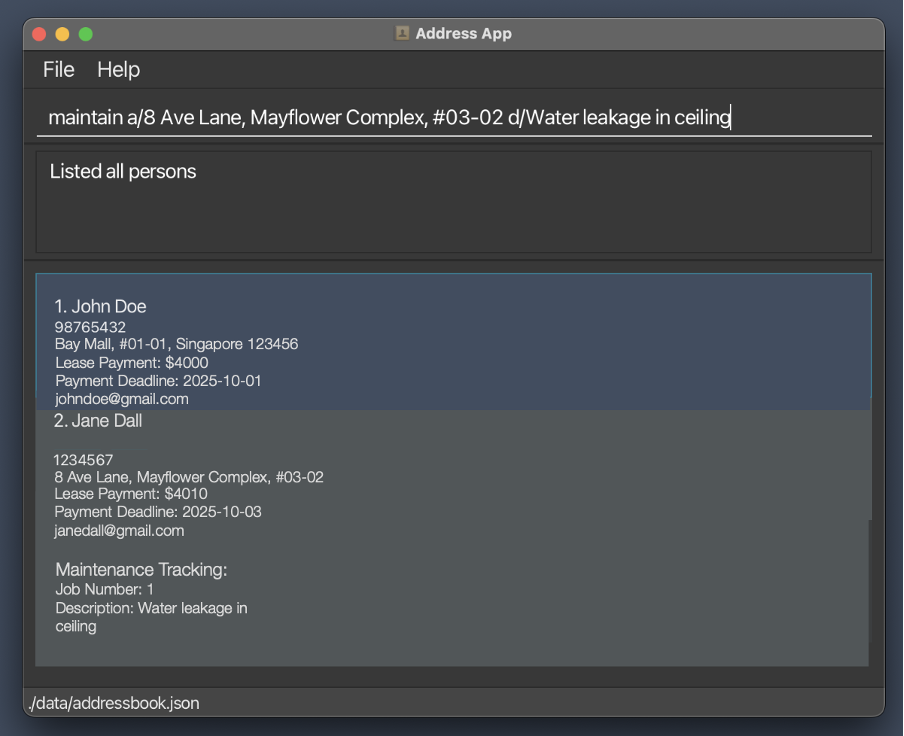 Address App
File Help
maintain a/8 Ave Lane, Mayflower Complex, #03-02 d/Water leakage in ceiling
Listed all persons
1. John Doe
98765432
Bay Mall, #01-01, Singapore 123456
Lease Payment: $4000
Payment Deadline: 2025-10-01
johndoe@gmail.com
2. Jane Dall
1234567
8 Ave Lane, Mayflower Complex, #03-02
Lease Payment: $4010
Payment Deadline: 2025-10-03
janedall@gmail.com
Maintenance Tracking:
Job Number: 1
Description: Water leakage in
ceiling
./data/addressbook.json